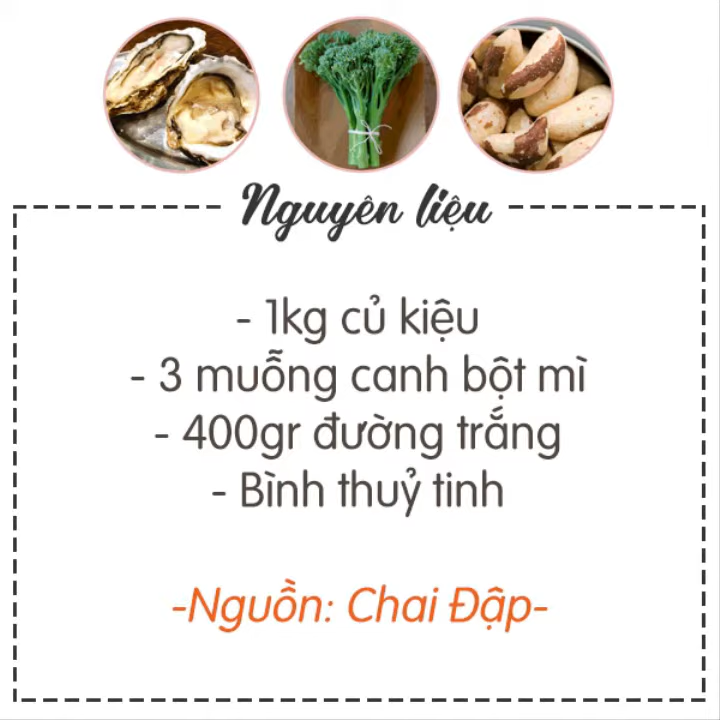 Nguyên liệu
- 1kg củ kiệu
- 3 muỗng canh bột mì
- 400gr đường trắng
- Bình thuỷ tinh
-Nguồn: Chai Đập-